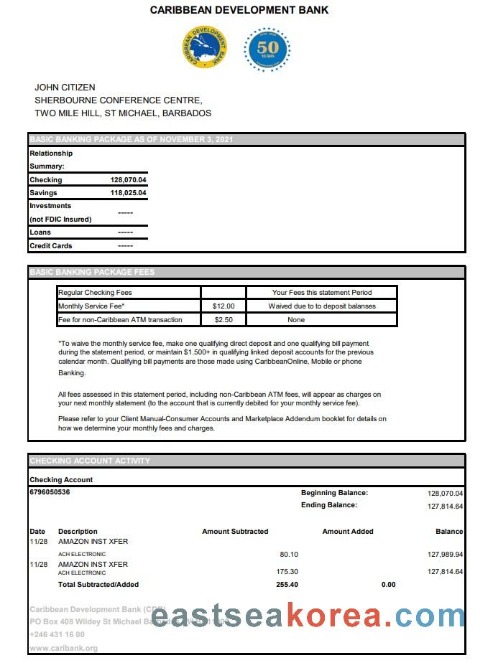 CARIBBEAN DEVELOPMENT BANK
CARIBBEAN DEVELOPMENT BANK
50
YEARS
JOHN CITIZEN
SHERBOURNE CONFERENCE CENTRE,
TWO MILE HILL, ST MICHAEL, BARBADOS
BASIC BANKING PACKAGE AS OF NOVEMBER 3, 2021
Relationship
Summary:
Checking 128,070.04
Savings 118,025.04
Investments
(not FDIC Insured) -----
Loans -----
Credit Cards -----
BASIC BANKING PACKAGE FEES
Regular Checking Fees Your Fees this statement Period
Monthly Service Fee* $12.00 Waived due to to deposit balanses
Fee for non-Caribbean ATM transaction $2.50 None
*To waive the monthly service fee, make one qualifying direct deposit and one qualifying bill payment
during the statement period, or maintain $1.500+ in qualifying linked deposit accounts for the previous
calendar month. Qualifying bill payments are those made using CaribbeanOnline, Mobile or phone
Banking.
All fees assessed in this statement period, including non-Caribbean ATM fees, will appear as charges on
your next monthly statement (to the account that is currently debited for your monthly service fee).
Please refer to your Client Manual-Consumer Accounts and Marketplace Addendum booklet for details on
how we determine your monthly fees and charges.
CHECKING ACCOUNT ACTIVITY
Checking Account
6796050536 Beginning Balance: 128,070.04
Ending Balance: 127,814.64
Date Description Amount Subtracted Amount Added Balance
11/28 AMAZON INST XFER
ACH ELECTRONIC 80.10 127,989.94
11/28 AMAZON INST XFER
ACH ELECTRONIC 175.30 127,814.64
Total Subtracted/Added 255.40 0.00
Caribbean Development Bank
eastseakorea.com
PO Box 408 Wildey St Michael
+246 431 16 00
www.caribank.org